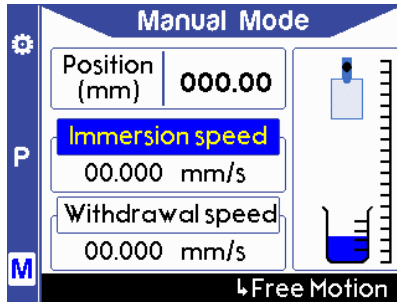 Manual Mode
Position
(mm)
000.00
Immersion speed
00.000 mm/s
P
Withdrawal speed
00.000 mm/s
M
↳Free Motion